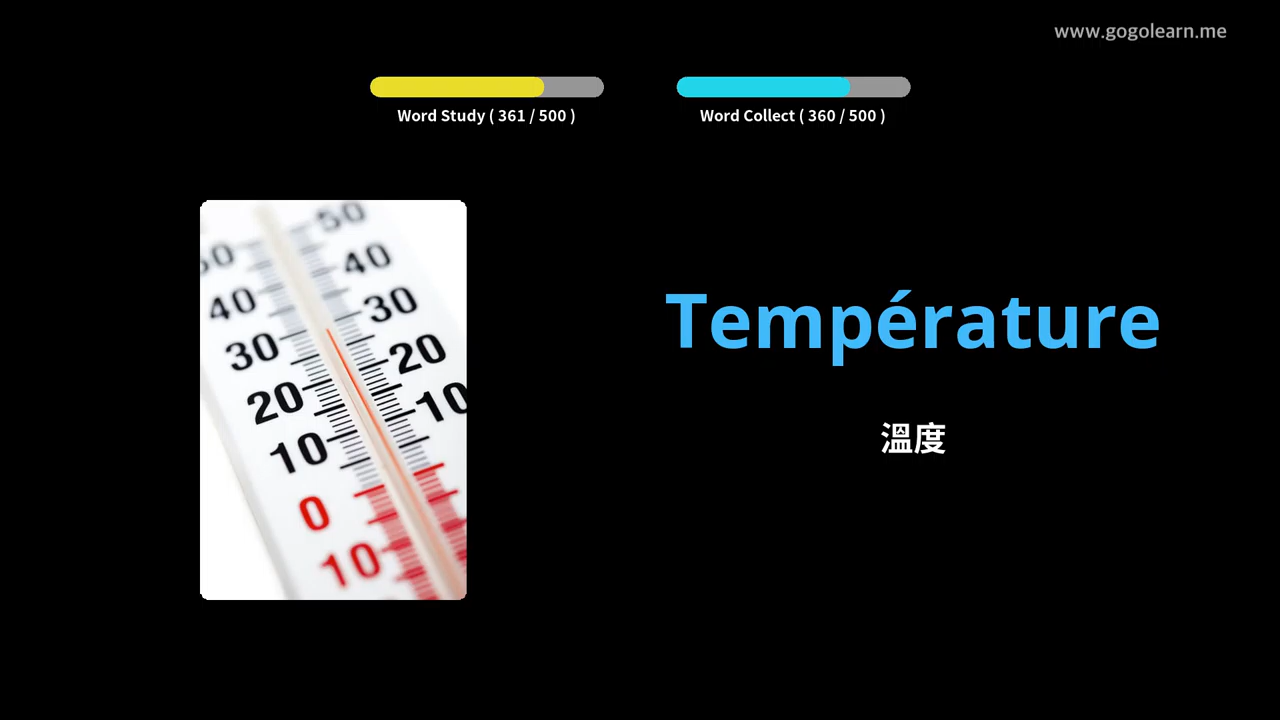 www.gogolearn.me
Word Study ( 361 / 500 )
Word Collect ( 360 / 500 )
50
50
40
40
30
30
20
20
10
10
0
10
Température
溫度